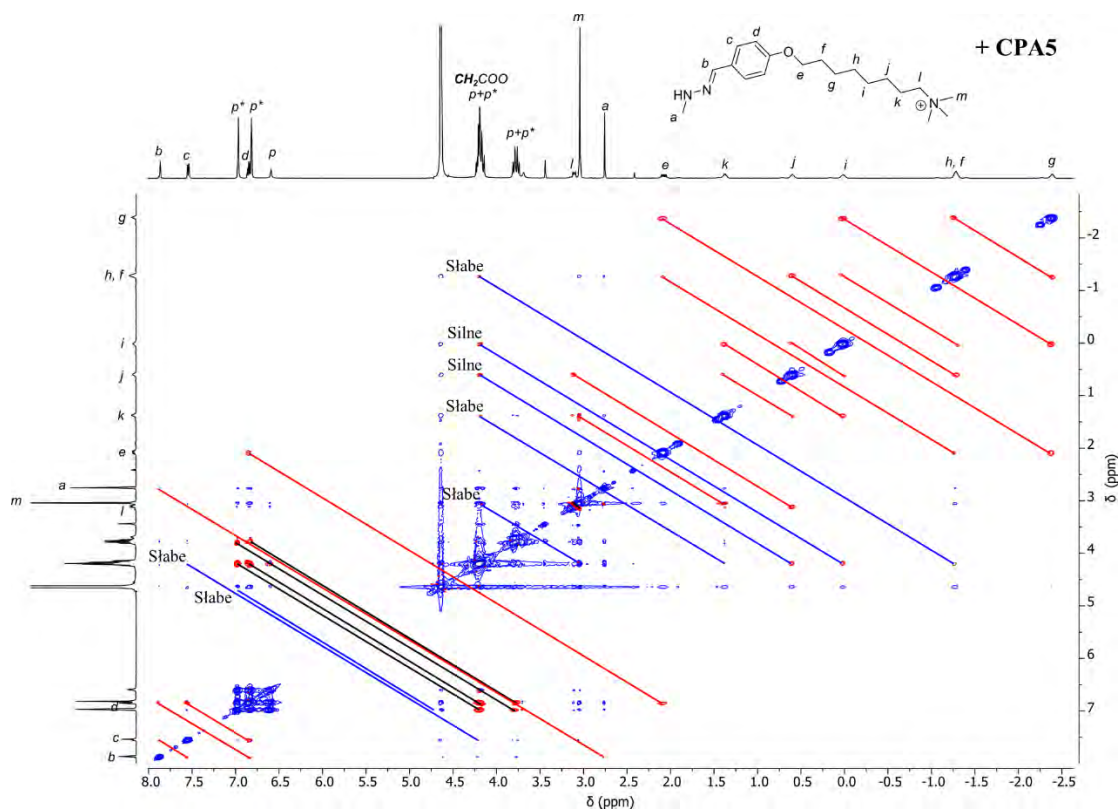 + CPA5
m
CH₂COO
p+p*
p* p*
b c d p
p+p*
l
a
e k j i h, f g
a
HN
N
b
c
d
O
e
f
g
h
i
j
k
l
N
+
m
g
h, f
i
j
k
e
a
m
l
d
c
b
Słabe
Silne
Silne
Słabe
Słabe
Słabe
Słabe
-2
-1
0
1
2
3
4
5
6
7
δ (ppm)
8.0 7.5 7.0 6.5 6.0 5.5 5.0 4.5 4.0 3.5 3.0 2.5 2.0 1.5 1.0 0.5 0.0 -0.5 -1.0 -1.5 -2.0 -2.5
δ (ppm)